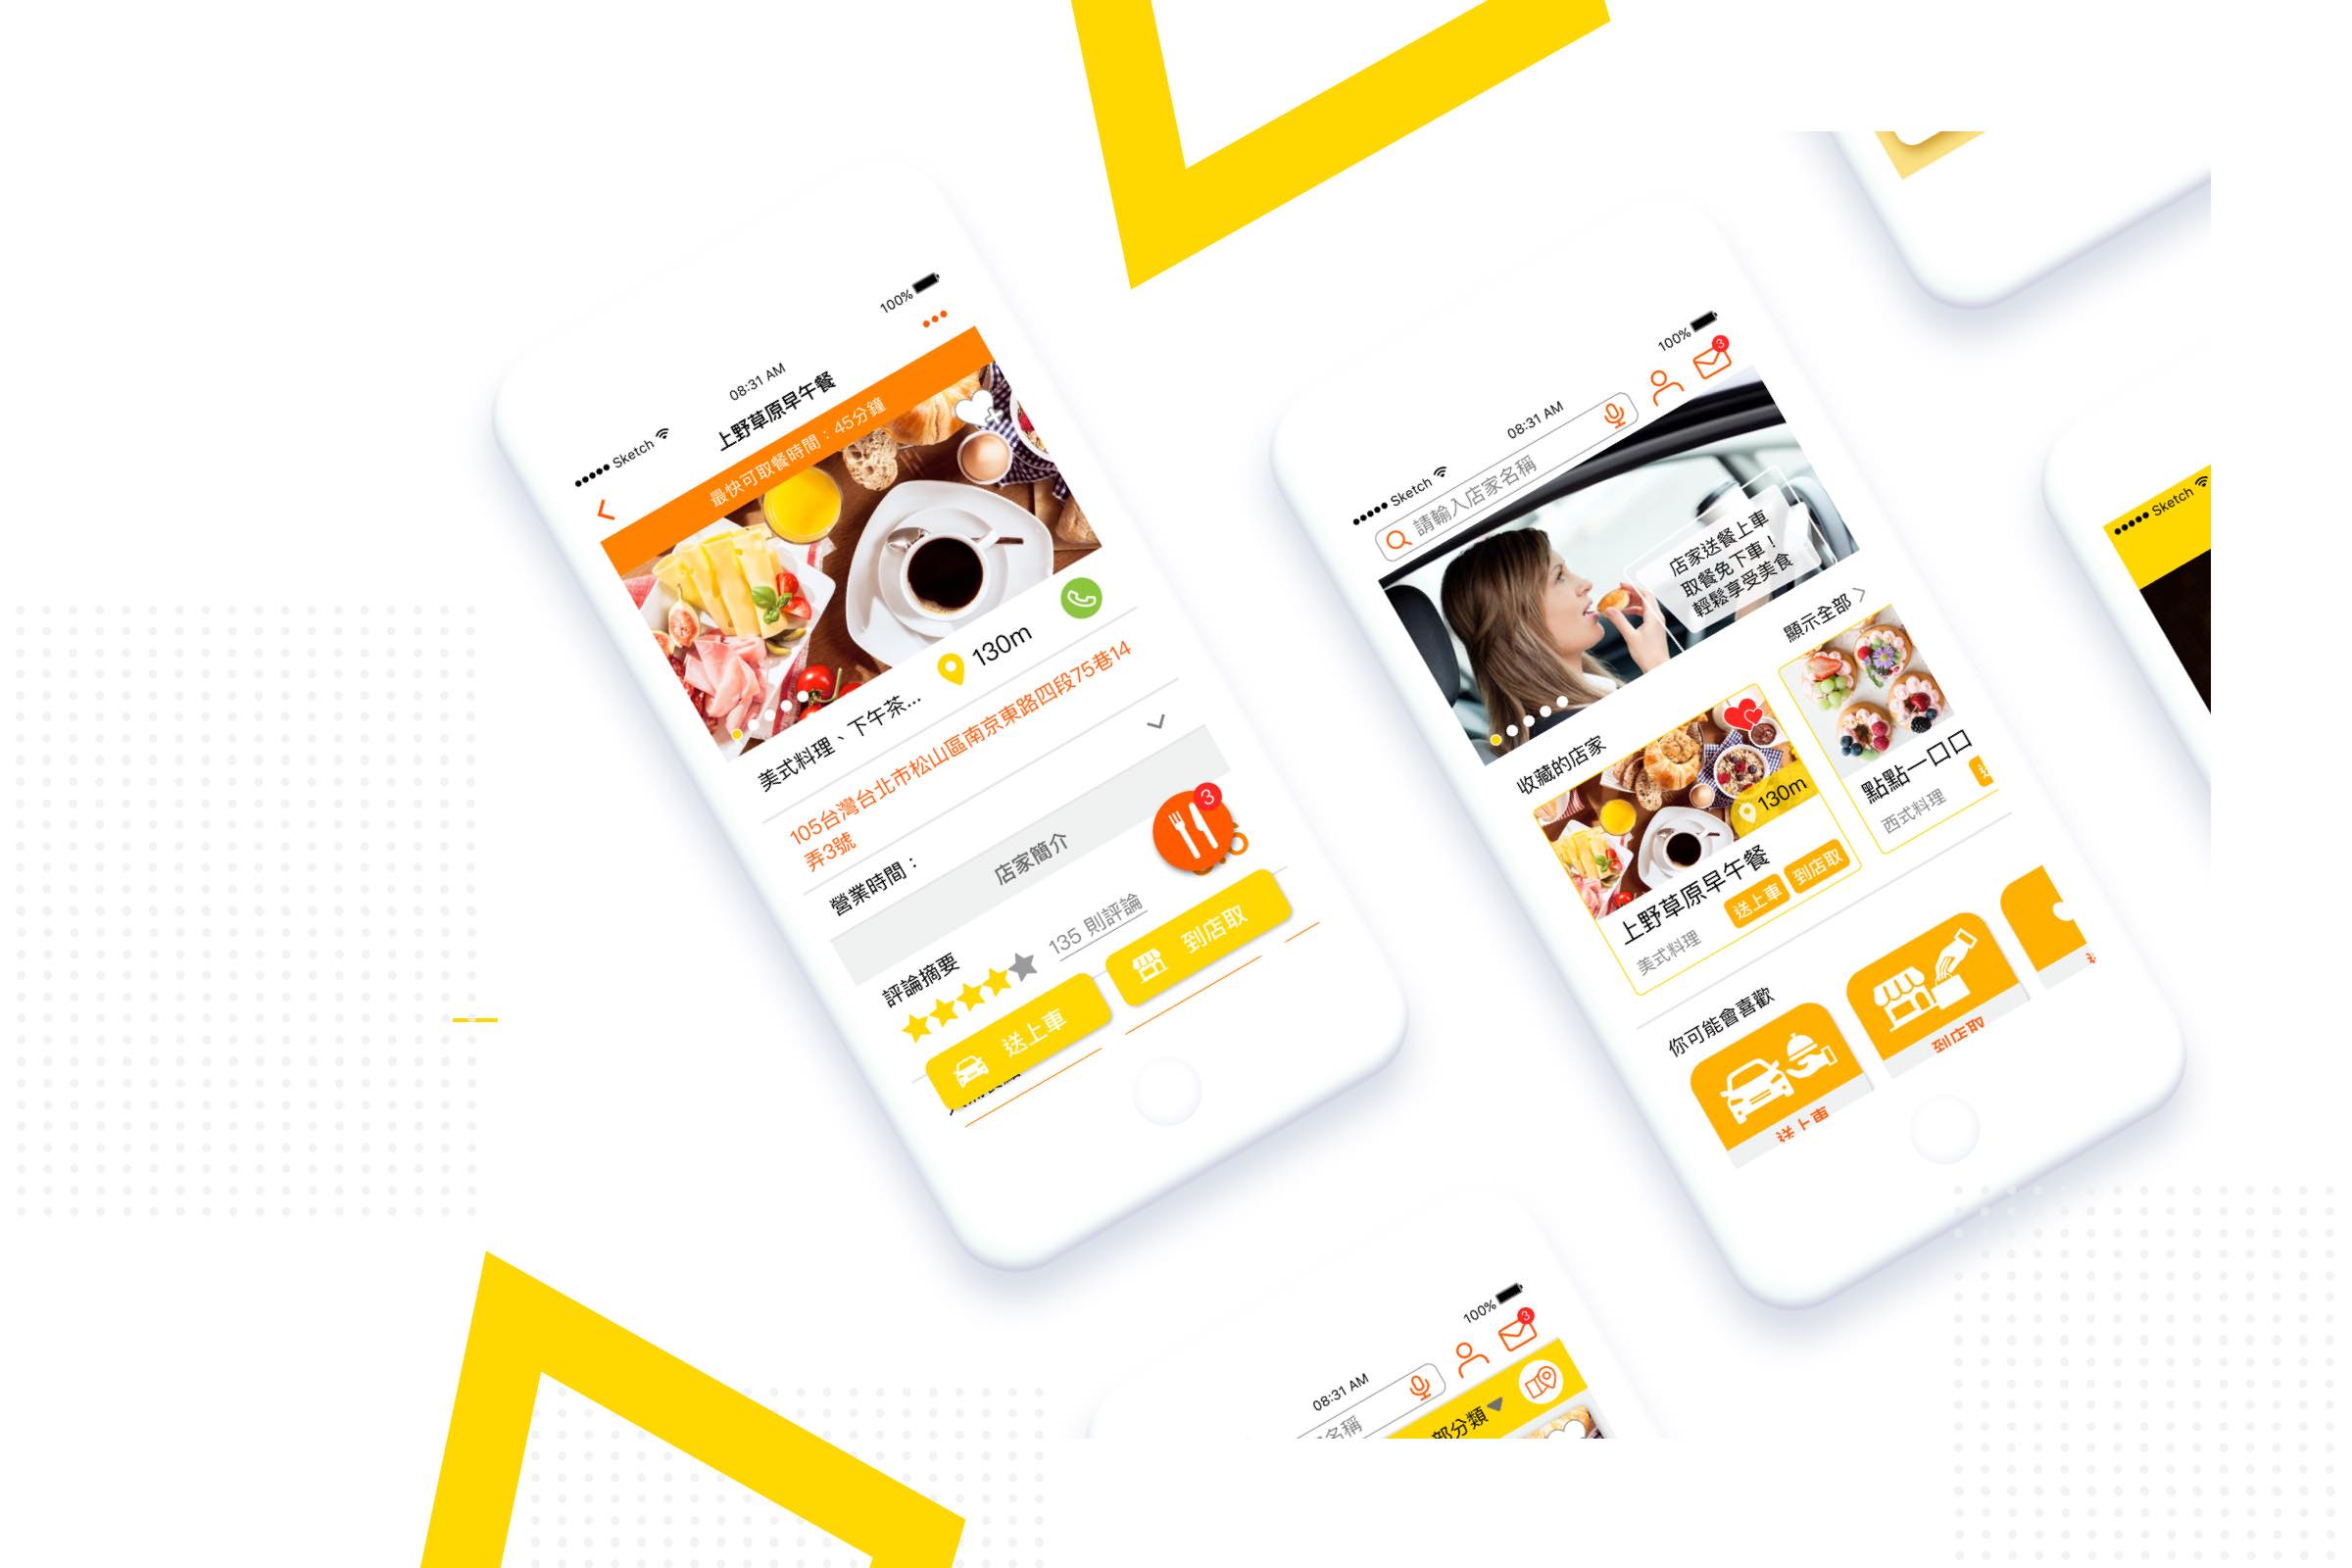 ●●●●● Sketch
08:31 AM
100%
上野草原早午餐
最快可取餐時間：45分鐘
美式料理、下午茶...
130m
105台灣台北市松山區南京東路四段75巷14
弄3號
營業時間：
店家簡介
3
評論摘要
135 則評論
送上車
到店取
●●●●● Sketch
08:31 AM
100%
請輸入店家名稱
3
店家送餐上車
取餐免下車！
輕鬆享受美食
收藏的店家
顯示全部
130m
上野草原早午餐
美式料理
送上車
到店取
點點一口口
西式料理
你可能會喜歡
送上車
到店取
08:31 AM
100%
名稱
3
部分類
●●●●● Sketch